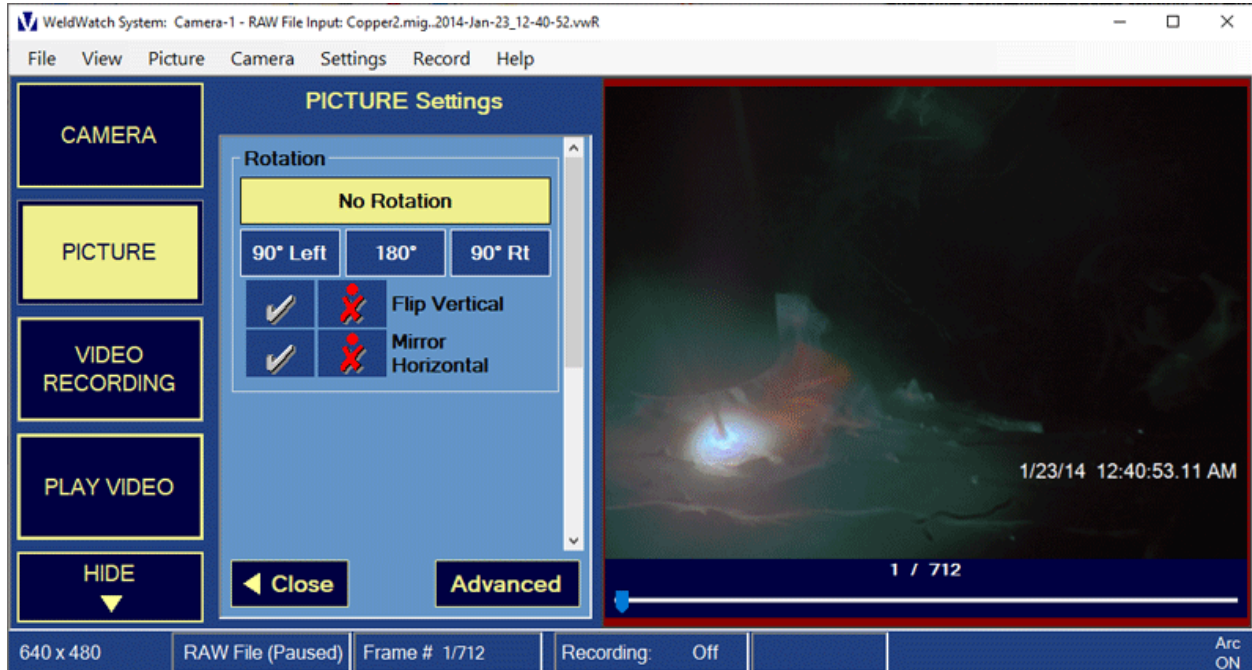 WeldWatch System: Camera-1 - RAW File Input: Copper2.mig..2014-Jan-23_12-40-52.vwR
File View Picture Camera Settings Record Help
CAMERA
PICTURE
VIDEO
RECORDING
PLAY VIDEO
HIDE
PICTURE Settings
Rotation
No Rotation
90° Left 180° 90° Rt
Flip Vertical
Mirror
Horizontal
Close Advanced
1/23/14 12:40:53.11 AM
1 / 712
640 x 480 RAW File (Paused) Frame # 1/712 Recording: Off Arc
ON